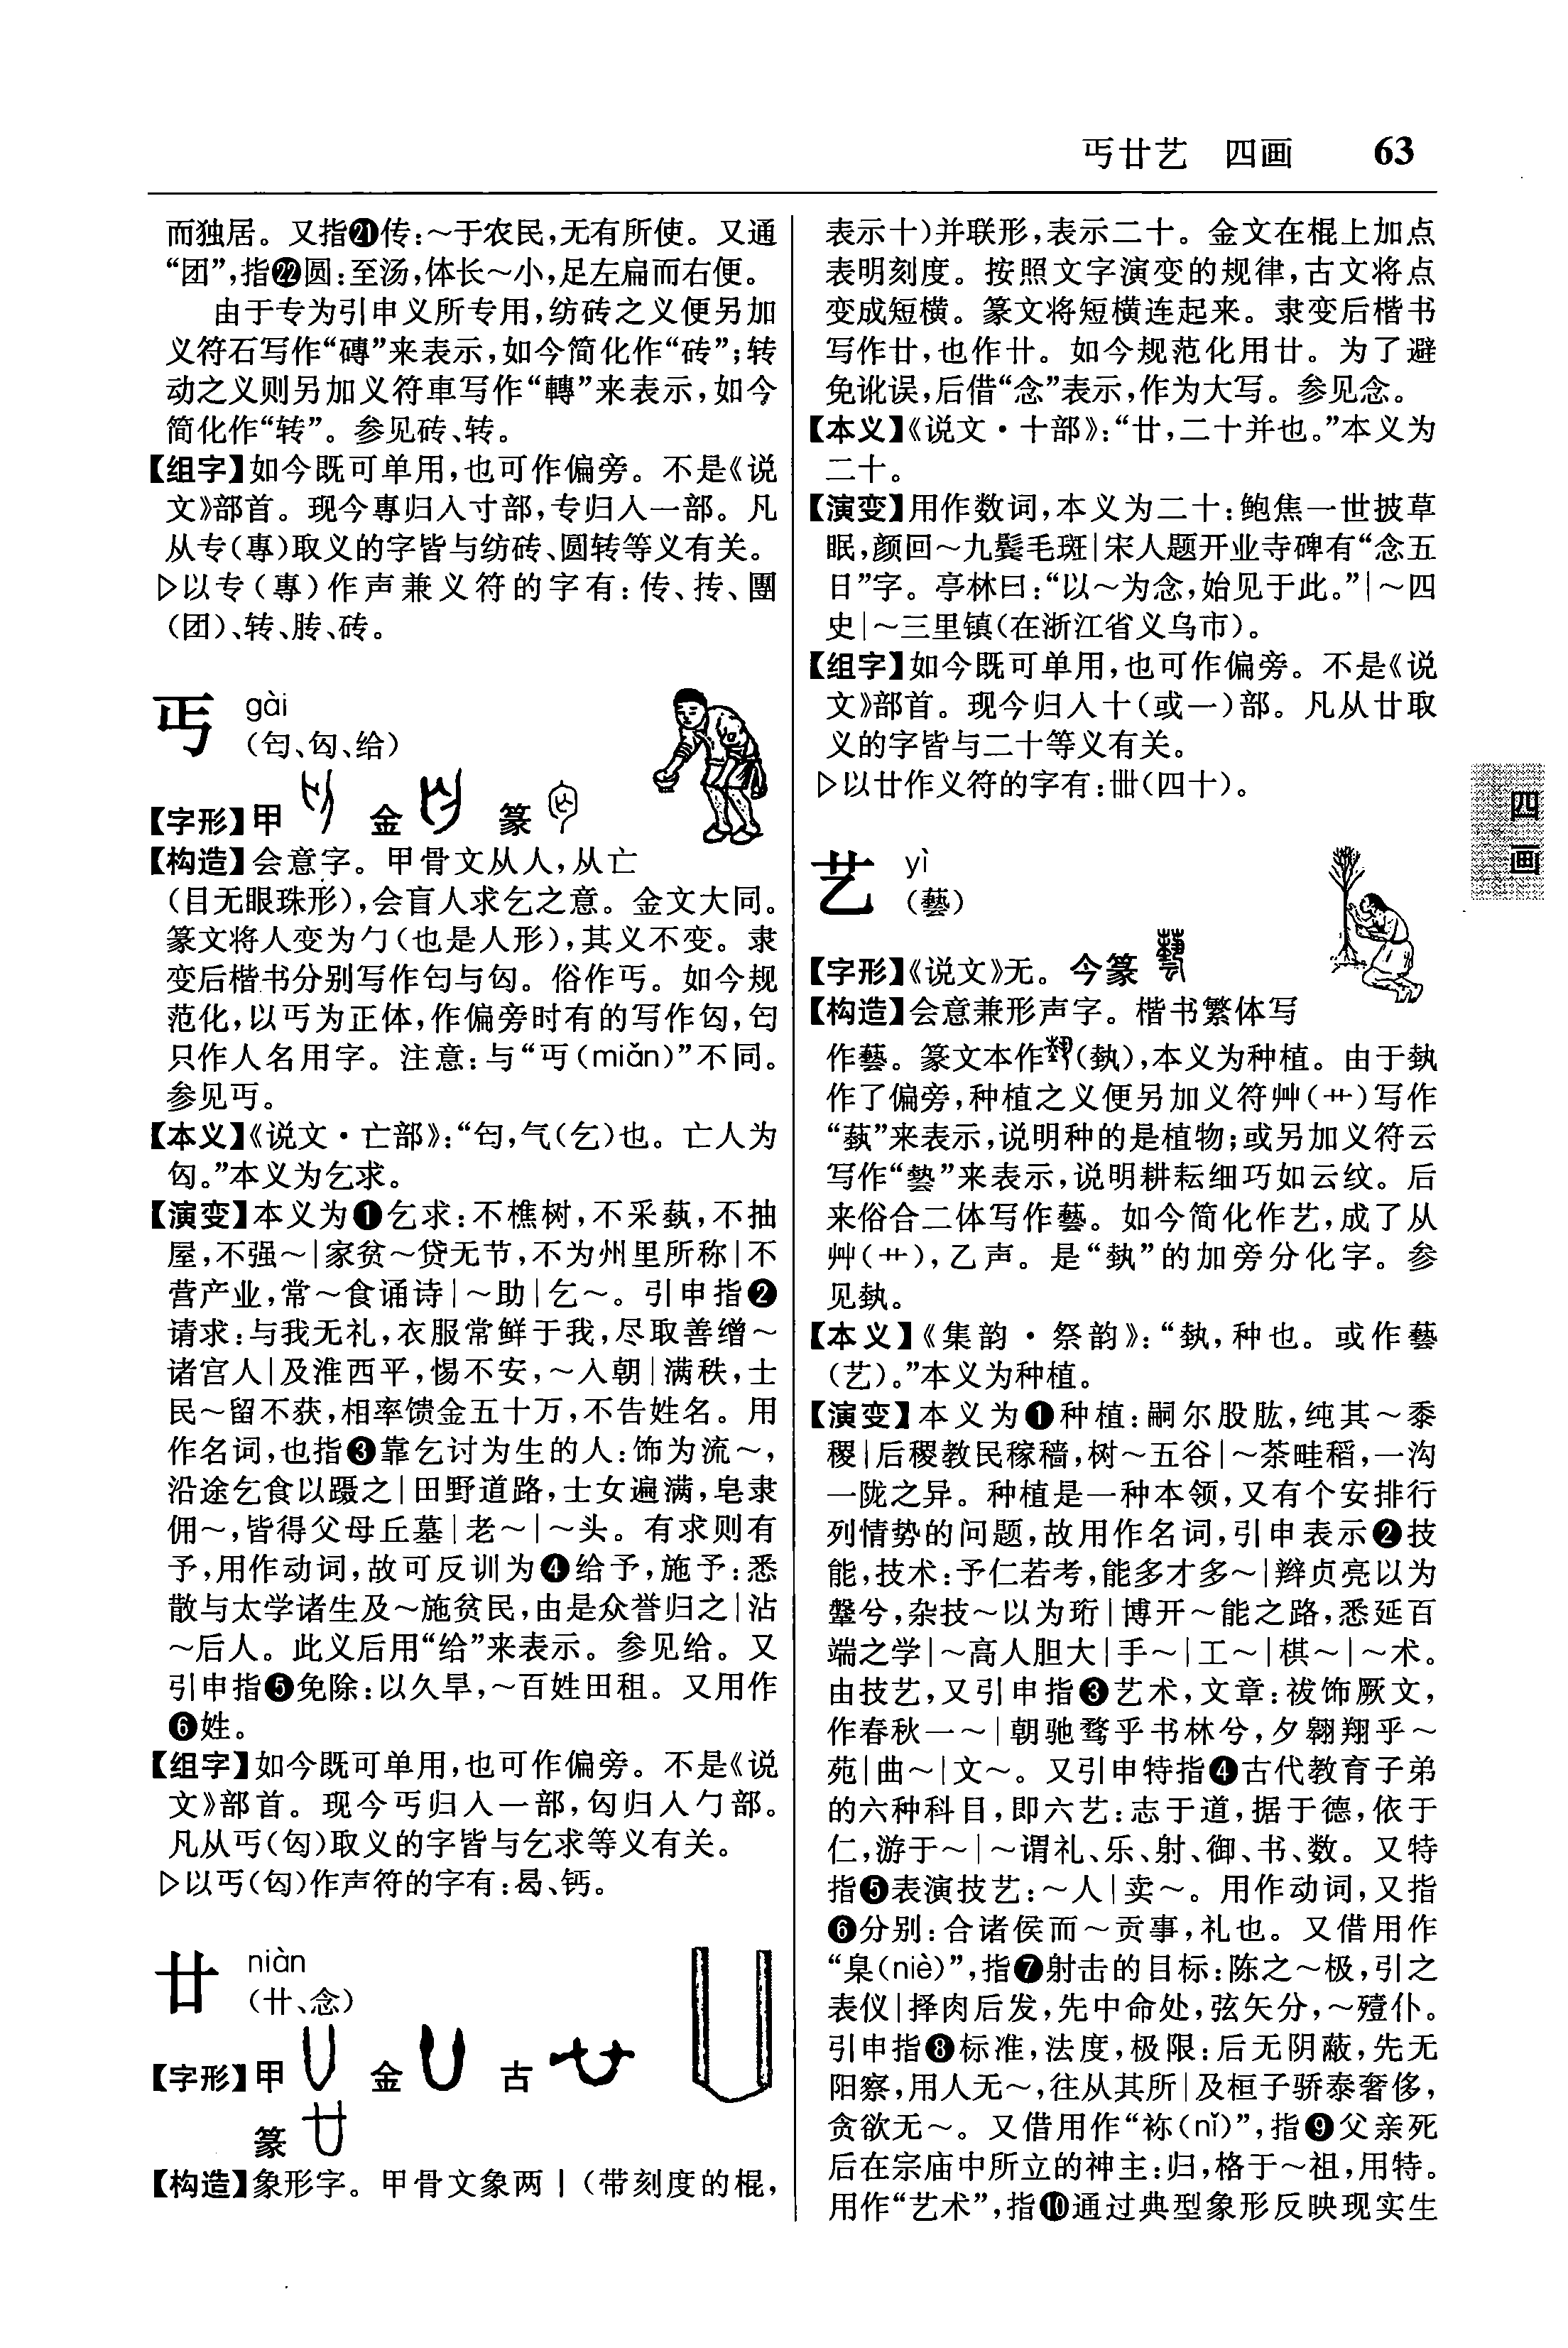 丐廿艺 四画 63
而独居。又指㉑传：～于农民，无有所使。又通
“团”，指㉒圆：至汤，体长～小，足左扁而右便。
由于专为引申义所专用，纺砖之义便另加
义符石写作“磚”来表示，如今简化作“砖”；转
动之义则另加义符車写作“轉”来表示，如今
简化作“转”。参见砖、转。
【组字】如今既可单用，也可作偏旁。不是《说
文》部首。现今專归入寸部，专归入一部。凡
从专（專）取义的字皆与纺砖、圆转等义有关。
▷以专（專）作声兼义符的字有：传、抟、團
（团）、转、䏝、砖。
丐 gài
（匄、匃、给）
【字形】甲 金 篆
【构造】会意字。甲骨文从人，从亡
（目无眼珠形），会盲人求乞之意。金文大同。
篆文将人变为勹（也是人形），其义不变。隶
变后楷书分别写作匄与匃。俗作丐。如今规
范化，以丐为正体，作偏旁时有的写作匃，匄
只作人名用字。注意：与“丏（miǎn）”不同。
参见丏。
【本义】《说文·亡部》：“匄，气（乞）也。亡人为
匃。”本义为乞求。
【演变】本义为❶乞求：不樵树，不采蓺，不抽
屋，不强～|家贫～贷无节，不为州里所称|不
营产业，常～食诵诗|～助|乞～。引申指❷
请求：与我无礼，衣服常鲜于我，尽取善缯～
诸宫人|及淮西平，惕不安，～入朝|满秩，士
民～留不获，相率馈金五十万，不告姓名。用
作名词，也指❸靠乞讨为生的人：饰为流～，
沿途乞食以蹑之|田野道路，士女遍满，皂隶
佣～，皆得父母丘墓|老～|～头。有求则有
予，用作动词，故可反训为❹给予，施予：悉
散与太学诸生及～施贫民，由是众誉归之|沾
～后人。此义后用“给”来表示。参见给。又
引申指❺免除：以久旱，～百姓田租。又用作
❻姓。
【组字】如今既可单用，也可作偏旁。不是《说
文》部首。现今丐归入一部，匃归入勹部。
凡从丐（匃）取义的字皆与乞求等义有关。
▷以丐（匃）作声符的字有：曷、钙。
廿 niàn
（卄、念）
【字形】甲 金 古
篆
【构造】象形字。甲骨文象两丨（带刻度的棍，
表示十）并联形，表示二十。金文在棍上加点
表明刻度。按照文字演变的规律，古文将点
变成短横。篆文将短横连起来。隶变后楷书
写作廿，也作卄。如今规范化用廿。为了避
免讹误，后借“念”表示，作为大写。参见念。
【本义】《说文·十部》：“廿，二十并也。”本义为
二十。
【演变】用作数词，本义为二十：鲍焦一世披草
眠，颜回～九鬓毛斑|宋人题开业寺碑有“念五
日”字。亭林曰：“以～为念，始见于此。”|～四
史|～三里镇（在浙江省义乌市）。
【组字】如今既可单用，也可作偏旁。不是《说
文》部首。现今归入十（或一）部。凡从廿取
义的字皆与二十等义有关。
▷以廿作义符的字有：卌（四十）。
艺 yì
（藝）
【字形】《说文》无。今篆
【构造】会意兼形声字。楷书繁体写
作藝。篆文本作（埶），本义为种植。由于埶
作了偏旁，种植之义便另加义符艸（艹）写作
“蓺”来表示，说明种的是植物；或另加义符云
写作“㙯”来表示，说明耕耘细巧如云纹。后
来俗合二体写作藝。如今简化作艺，成了从
艸（艹），乙声。是“埶”的加旁分化字。参
见埶。
【本义】《集韵·祭韵》：“埶，种也。或作藝
（艺）。”本义为种植。
【演变】本义为❶种植：嗣尔股肱，纯其～黍
稷|后稷教民稼穑，树～五谷|～茶畦稻，一沟
一陇之异。种植是一种本领，又有个安排行
列情势的问题，故用作名词，引申表示❷技
能，技术：予仁若考，能多才多～|辫贞亮以为
鞶兮，杂技～以为珩|博开～能之路，悉延百
端之学|～高人胆大|手～|工～|棋～|～术。
由技艺，又引申指❸艺术，文章：祓饰厥文，
作春秋一～|朝驰骛乎书林兮，夕翱翔乎～
苑|曲～|文～。又引申特指❹古代教育子弟
的六种科目，即六艺：志于道，据于德，依于
仁，游于～|～谓礼、乐、射、御、书、数。又特
指❺表演技艺：～人|卖～。用作动词，又指
❻分别：合诸侯而～贡事，礼也。又借用作
“臬（niè）”，指❼射击的目标：陈之～极，引之
表仪|择肉后发，先中命处，弦矢分，～殪仆。
引申指❽标准，法度，极限：后无阴蔽，先无
阳察，用人无～，往从其所|及桓子骄泰奢侈，
贪欲无～。又借用作“祢（nǐ）”，指❾父亲死
后在宗庙中所立的神主：归，格于～祖，用特。
用作“艺术”，指❿通过典型象形反映现实生
四
画